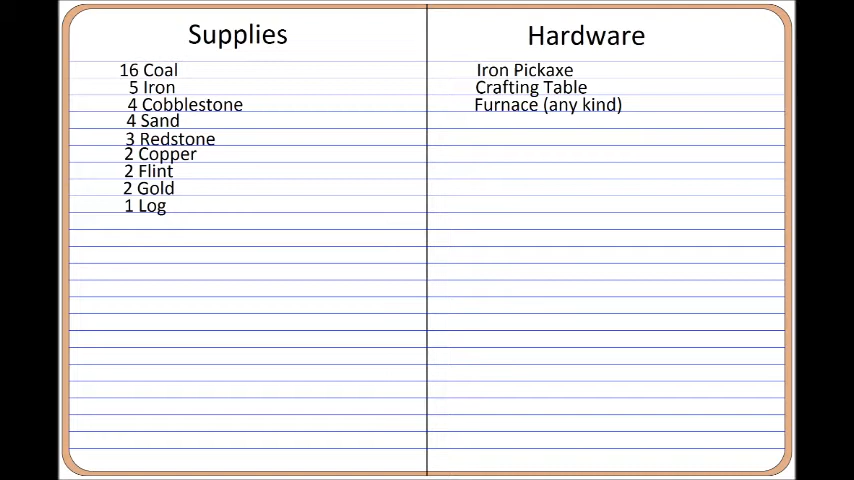 Supplies
16 Coal
5 Iron
4 Cobblestone
4 Sand
3 Redstone
2 Copper
2 Flint
2 Gold
1 Log
Hardware
Iron Pickaxe
Crafting Table
Furnace (any kind)